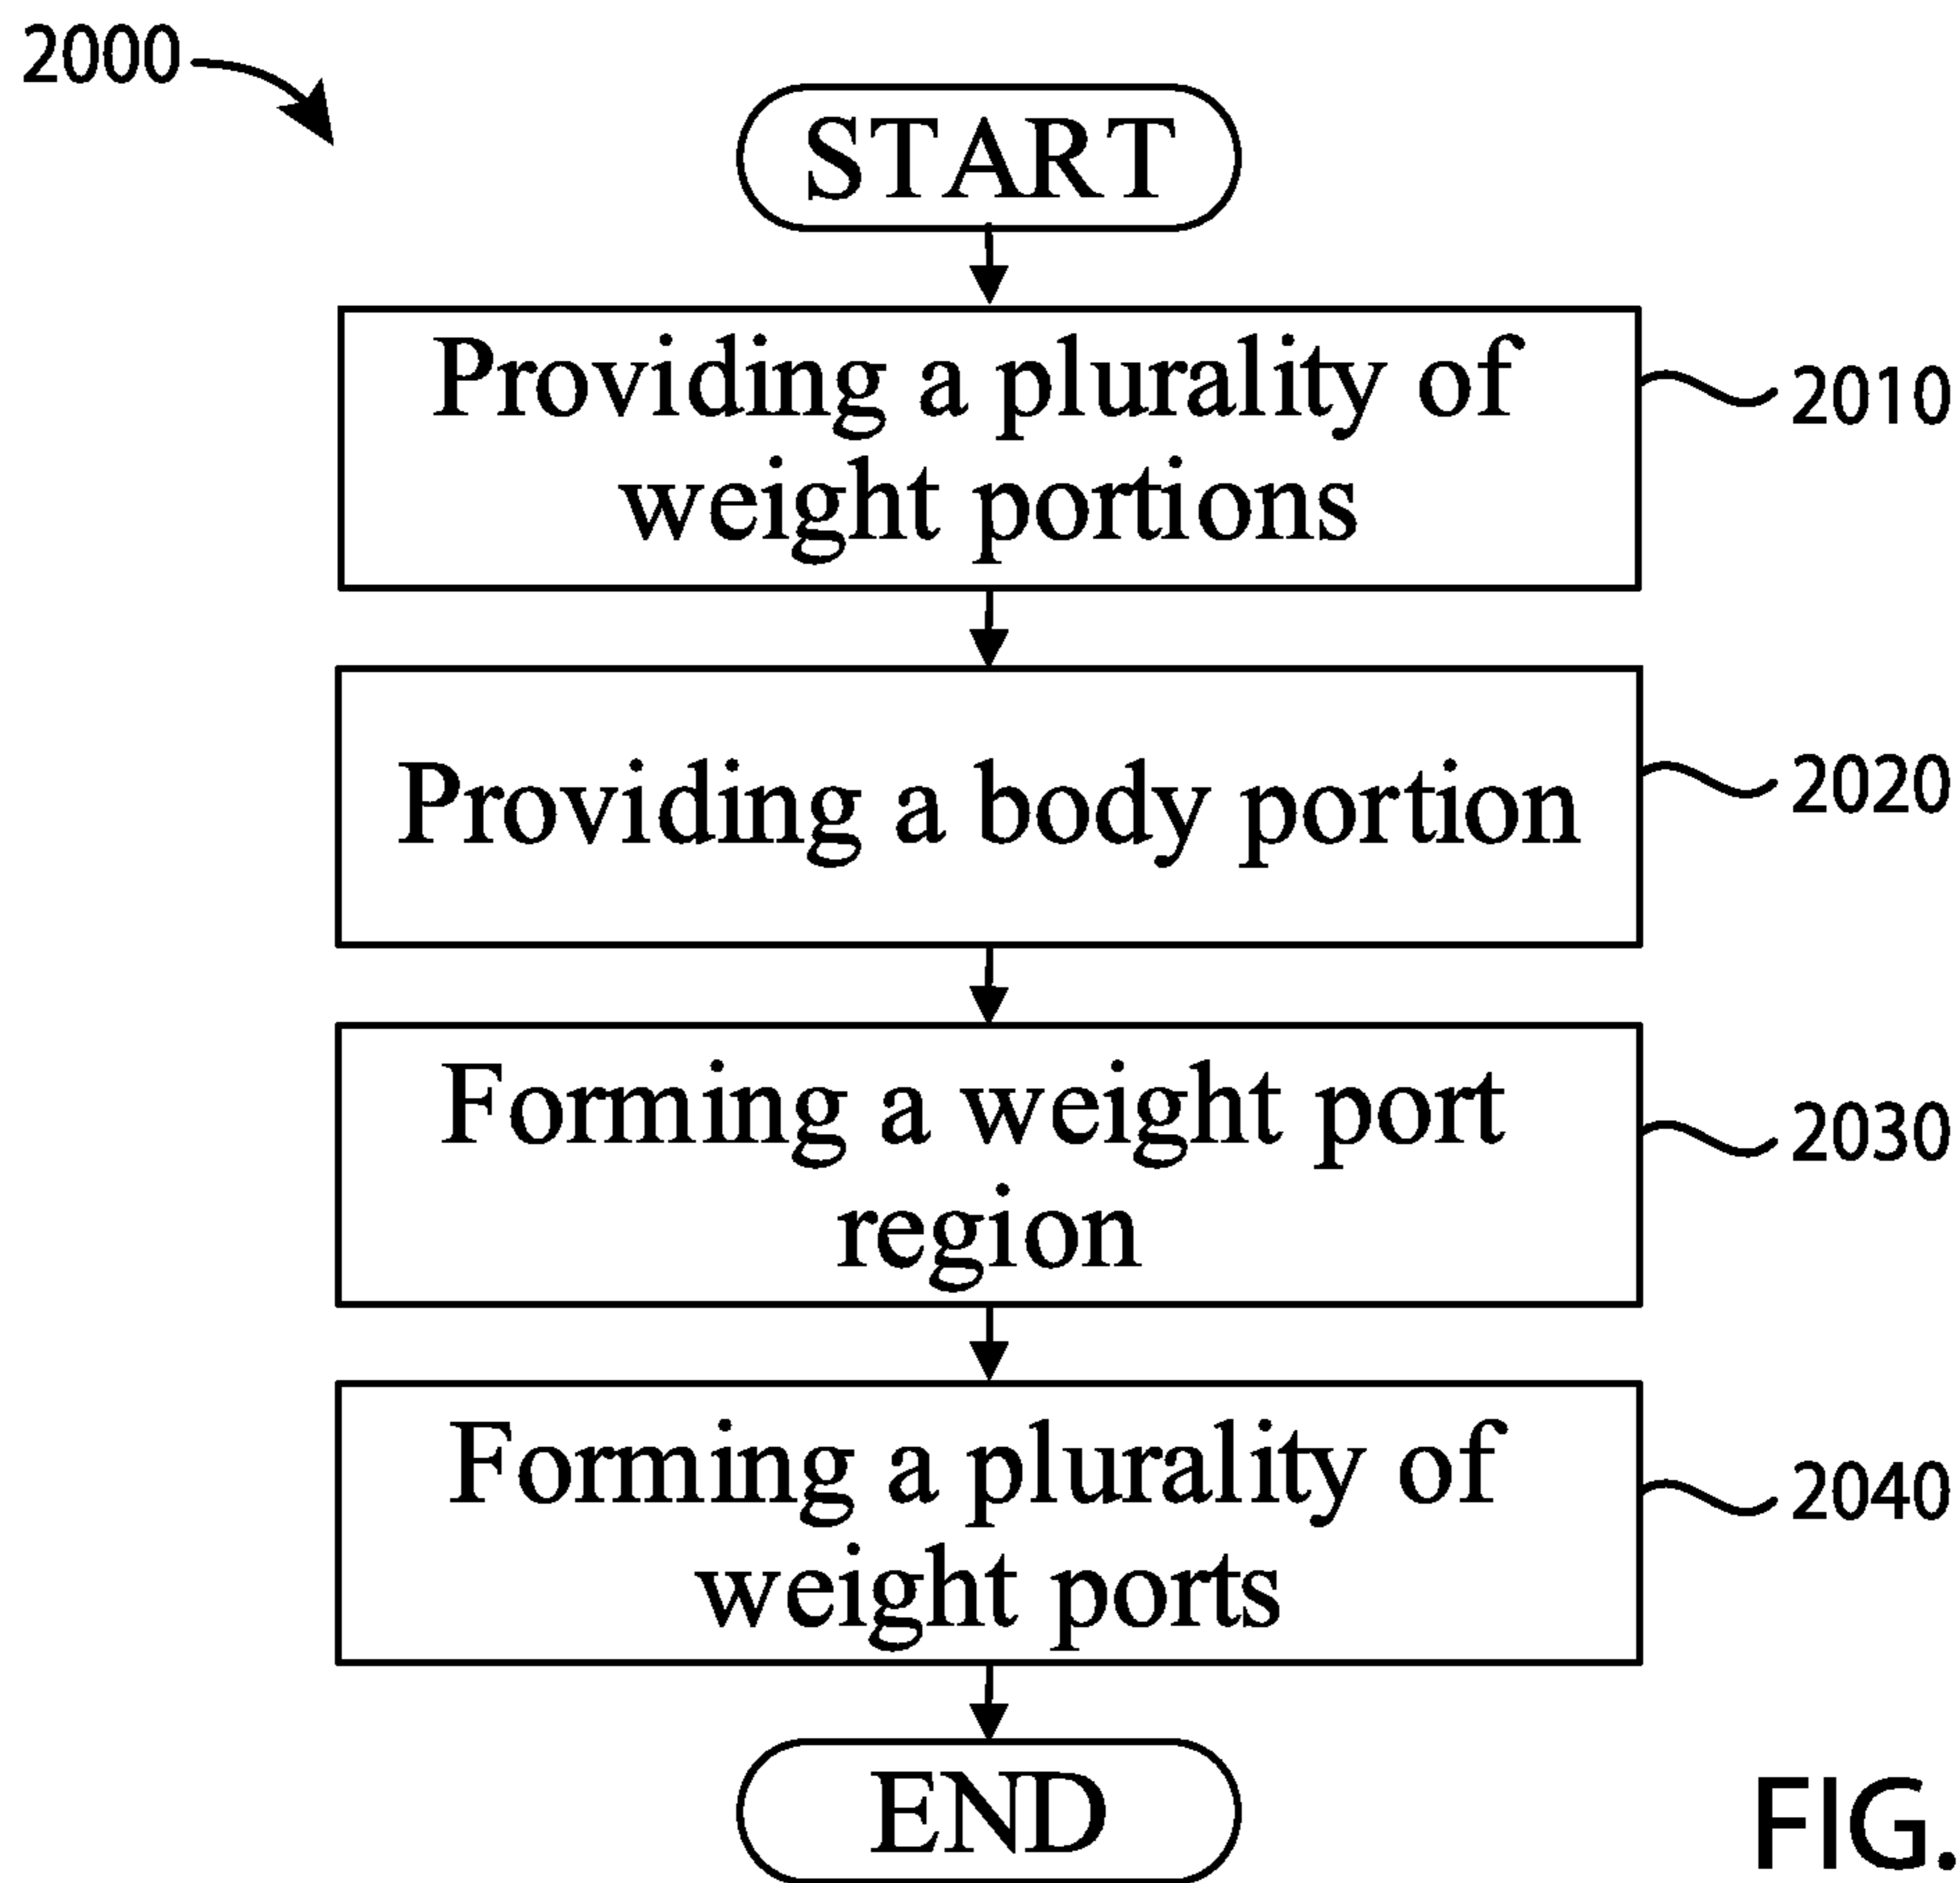 2000
START
Providing a plurality of
weight portions
2010
Providing a body portion
2020
Forming a weight port
region
2030
Forming a plurality of
weight ports
2040
END
FIG.